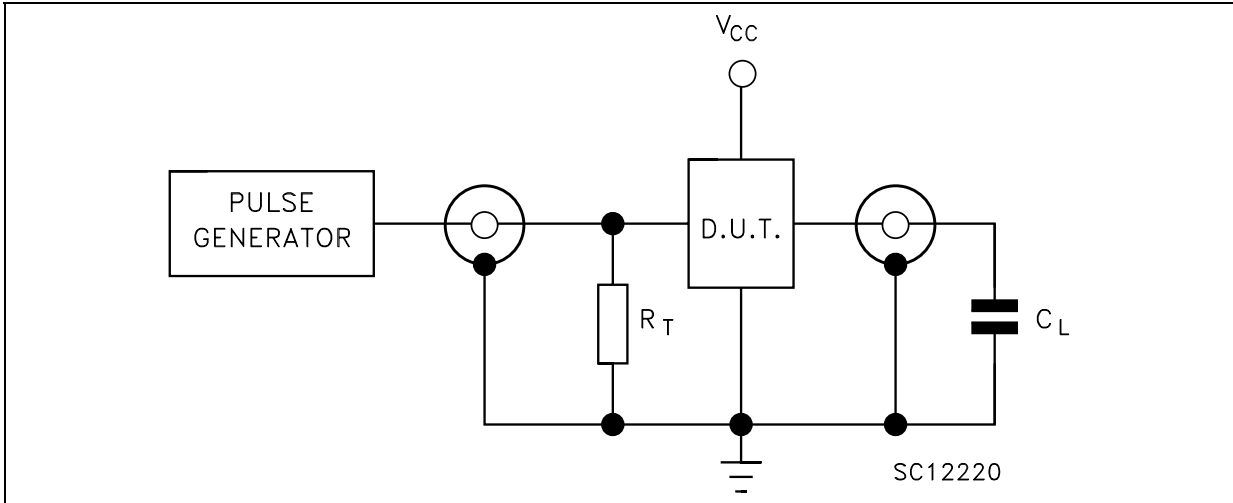 VCC
PULSE
GENERATOR
D.U.T.
RT
CL
SC12220